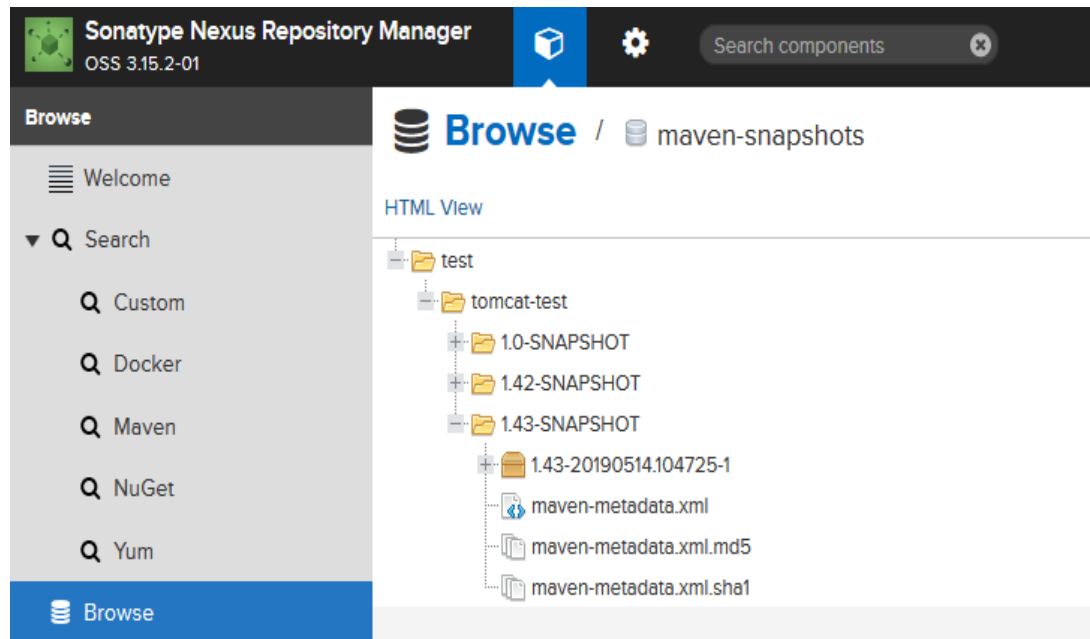 Sonatype Nexus Repository Manager
OSS 3.15.2-01
Search components
Browse
Welcome
Search
Custom
Docker
Maven
NuGet
Yum
Browse
Browse / maven-snapshots
HTML View
test
tomcat-test
1.0-SNAPSHOT
1.42-SNAPSHOT
1.43-SNAPSHOT
1.43-20190514.104725-1
maven-metadata.xml
maven-metadata.xml.md5
maven-metadata.xml.sha1